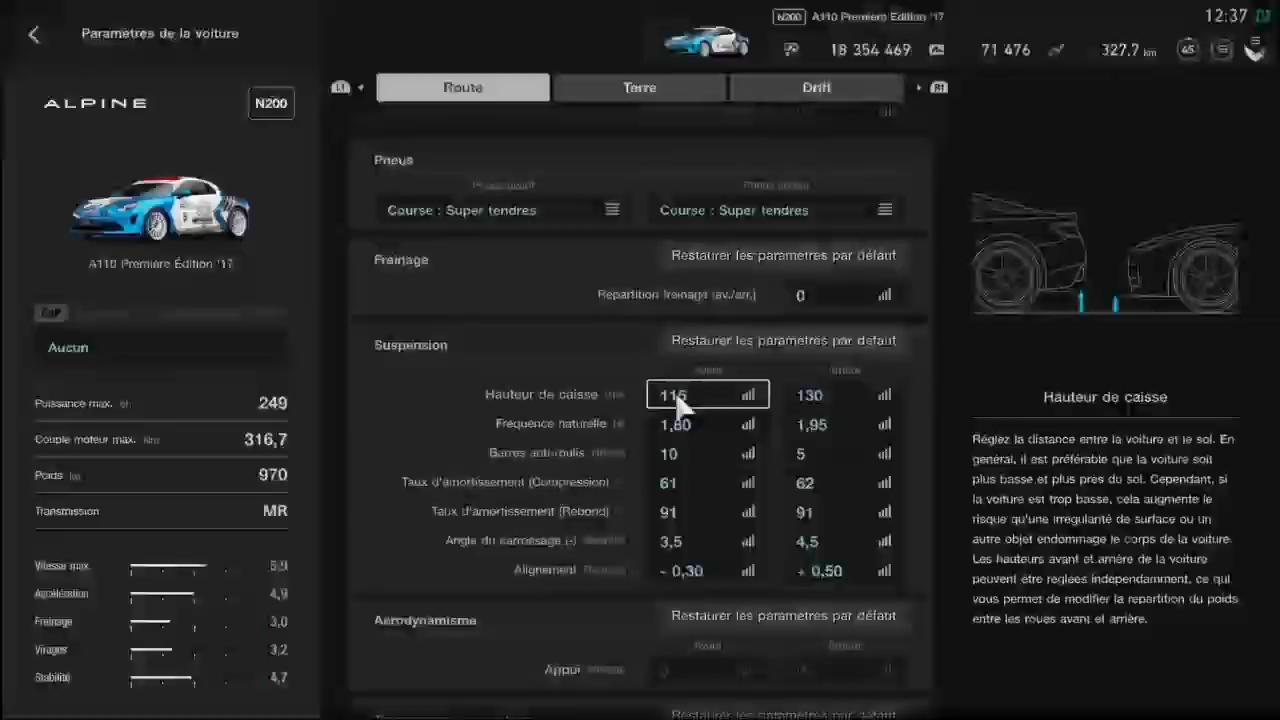 Paramètres de la voiture
N200 A110 Première Édition '17
12:37
18 354 469
71 476
327,7 km
45
ALPINE
N200
A110 Première Édition '17
Aucun
Puissance max. 249
Couple moteur max. 316,7
Poids 970
Transmission MR
Vitesse max. 5,9
Accélération 4,9
Freinage 3,0
Virages 3,2
Stabilité 4,7
L1 Route Terre Drift R1
Pneus
Course : Super tendres Course : Super tendres
Freinage Restaurer les paramètres par défaut
Répartition freinage (av./arr.) 0
Suspension Restaurer les paramètres par défaut
Hauteur de caisse 115 130
Fréquence naturelle 1,80 1,95
Barres anti-roulis 10 5
Taux d'amortissement (Compression) 61 62
Taux d'amortissement (Rebond) 91 91
Angle du carrossage (-) 3,5 4,5
Alignement - 0,30 + 0,50
Aérodynamisme Restaurer les paramètres par défaut
Appui
Restaurer les paramètres par défaut
Hauteur de caisse
Réglez la distance entre la voiture et le sol. En
général, il est préférable que la voiture soit
plus basse et plus près du sol. Cependant, si
la voiture est trop basse, cela augmente le
risque qu'une irrégularité de surface ou un
autre objet endommage le corps de la voiture.
Les hauteurs avant et arrière de la voiture
peuvent être réglées indépendamment, ce qui
vous permet de modifier la répartition du poids
entre les roues avant et arrière.